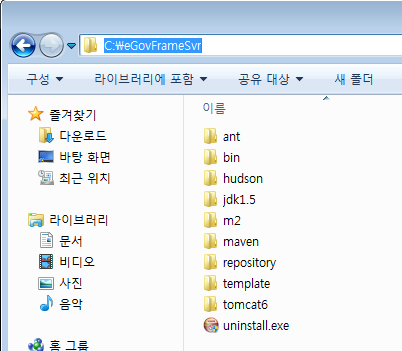 C:\eGovFrameSvr
구성 라이브러리에 포함 공유 대상 새 폴더
즐겨찾기
다운로드
바탕 화면
최근 위치
라이브러리
문서
비디오
사진
음악
홈 그룹
이름
ant
bin
hudson
jdk1.5
m2
maven
repository
template
tomcat6
uninstall.exe